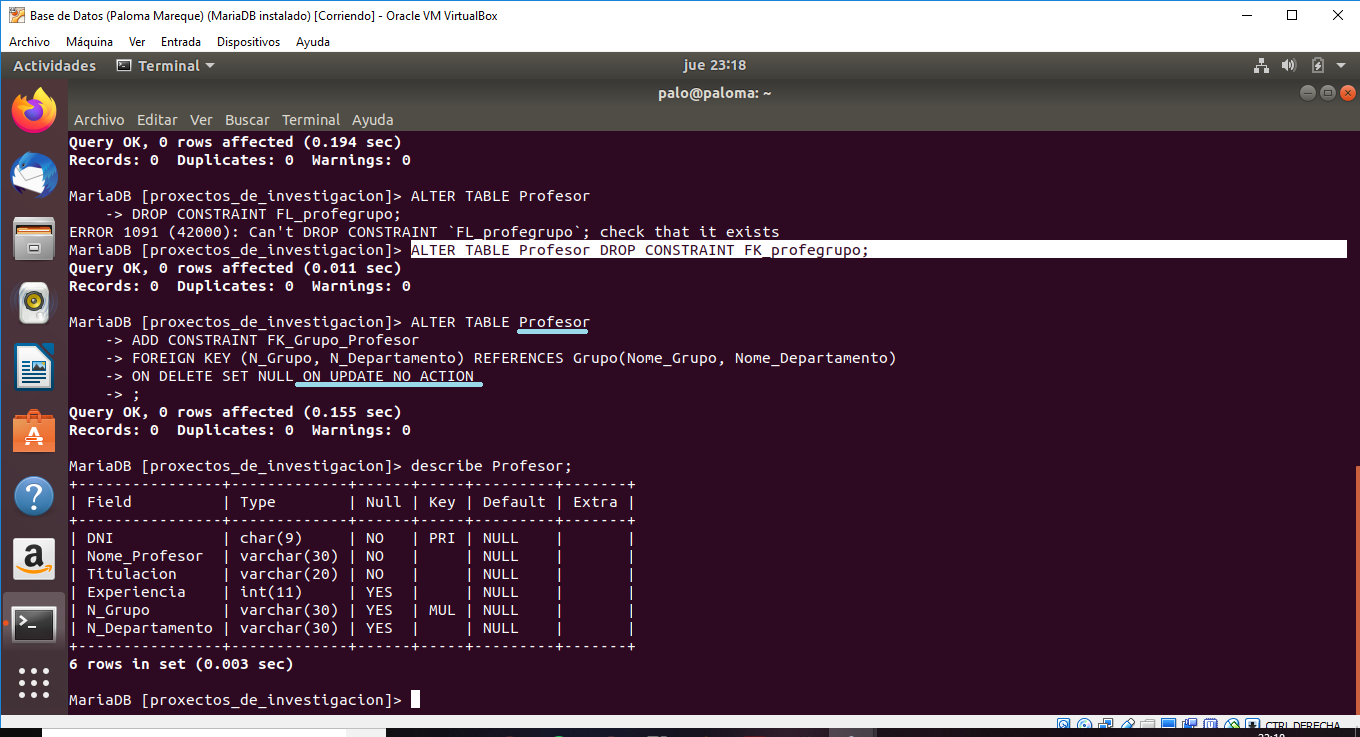 Base de Datos (Paloma Mareque) (MariaDB instalado) [Corriendo] - Oracle VM VirtualBox
Archivo Máquina Ver Entrada Dispositivos Ayuda
Actividades Terminal jue 23:18
palo@paloma: ~
Archivo Editar Ver Buscar Terminal Ayuda
Query OK, 0 rows affected (0.194 sec)
Records: 0  Duplicates: 0  Warnings: 0
MariaDB [proxectos_de_investigacion]> ALTER TABLE Profesor
    -> DROP CONSTRAINT FL_profegrupo;
ERROR 1091 (42000): Can't DROP CONSTRAINT `FL_profegrupo`; check that it exists
MariaDB [proxectos_de_investigacion]> ALTER TABLE Profesor DROP CONSTRAINT FK_profegrupo;
Query OK, 0 rows affected (0.011 sec)
Records: 0  Duplicates: 0  Warnings: 0
MariaDB [proxectos_de_investigacion]> ALTER TABLE Profesor
    -> ADD CONSTRAINT FK_Grupo_Profesor
    -> FOREIGN KEY (N_Grupo, N_Departamento) REFERENCES Grupo(Nome_Grupo, Nome_Departamento)
    -> ON DELETE SET NULL ON UPDATE NO ACTION
    -> ;
Query OK, 0 rows affected (0.155 sec)
Records: 0  Duplicates: 0  Warnings: 0
MariaDB [proxectos_de_investigacion]> describe Profesor;
+----------------+-------------+------+-----+---------+-------+
| Field          | Type        | Null | Key | Default | Extra |
+----------------+-------------+------+-----+---------+-------+
| DNI            | char(9)     | NO   | PRI | NULL    |       |
| Nome_Profesor  | varchar(30) | NO   |     | NULL    |       |
| Titulacion     | varchar(20) | NO   |     | NULL    |       |
| Experiencia    | int(11)     | YES  |     | NULL    |       |
| N_Grupo        | varchar(30) | YES  | MUL | NULL    |       |
| N_Departamento | varchar(30) | YES  |     | NULL    |       |
+----------------+-------------+------+-----+---------+-------+
6 rows in set (0.003 sec)
MariaDB [proxectos_de_investigacion]>
CTRL DERECHA